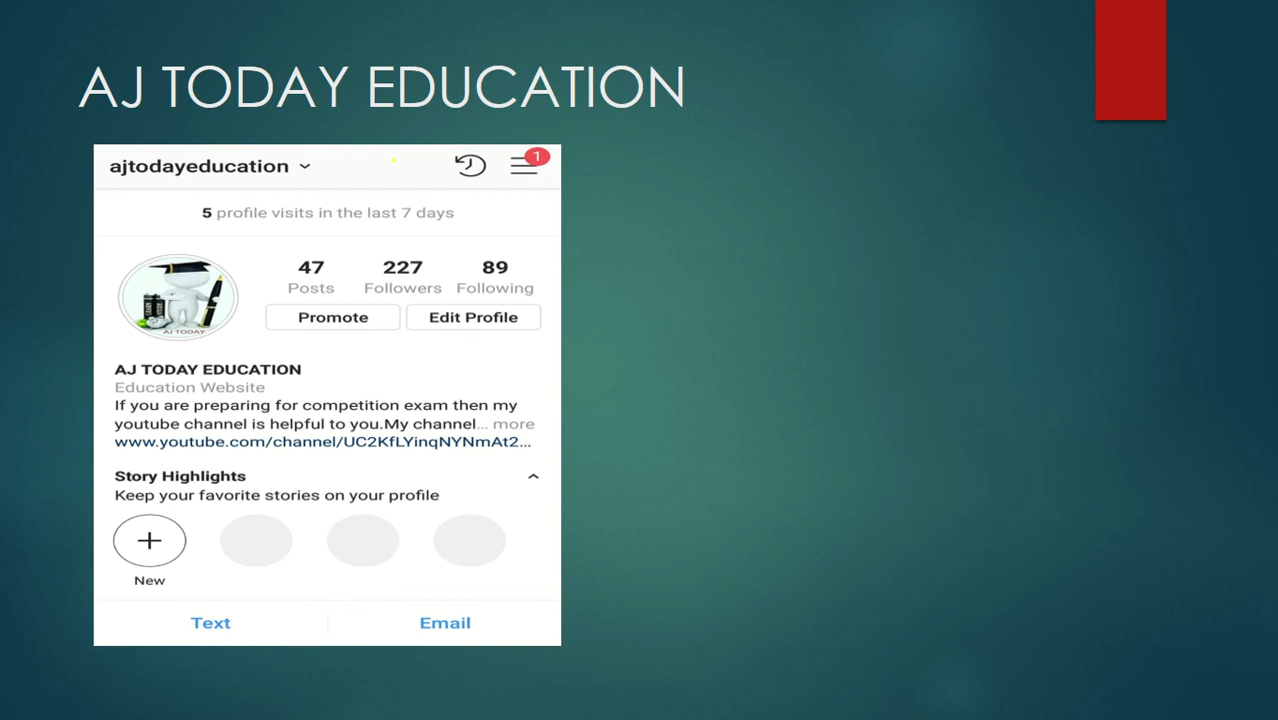 AJ TODAY EDUCATION
ajtodayeducation
1
5 profile visits in the last 7 days
47 227 89
Posts Followers Following
Promote Edit Profile
AJ TODAY
AJ TODAY EDUCATION
Education Website
If you are preparing for competition exam then my
youtube channel is helpful to you.My channel... more
www.youtube.com/channel/UC2KfLYinqNYNmAt2...
Story Highlights
Keep your favorite stories on your profile
New
Text Email